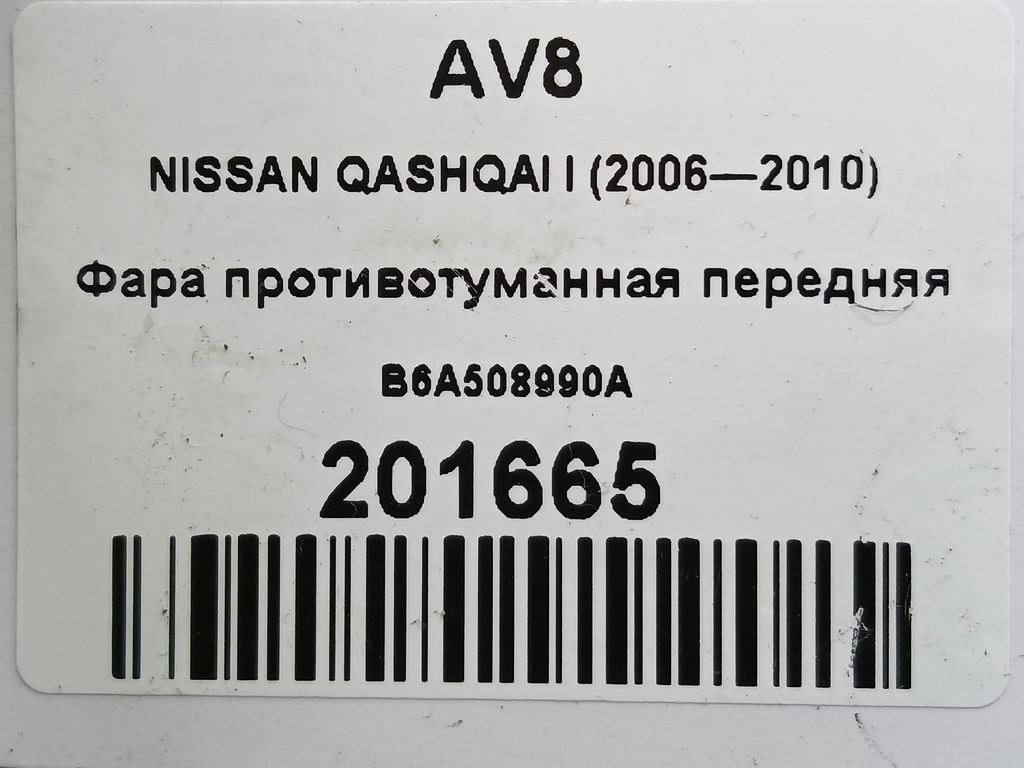 AV8
NISSAN QASHQAI I (2006—2010)
Фара противотуманная передняя
B6A508990A
201665